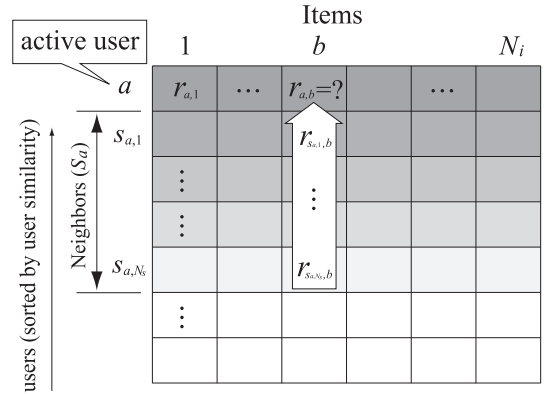 Items
active user
1 b N_i
a r_{a,1} ⋯ r_{a,b}=? ⋯
s_{a,1} r_{s_{a,1},b}
⋮
⋮ ⋮
s_{a,N_s} r_{s_{a,N_s},b}
⋮
Neighbors (S_a)
users (sorted by user similarity)